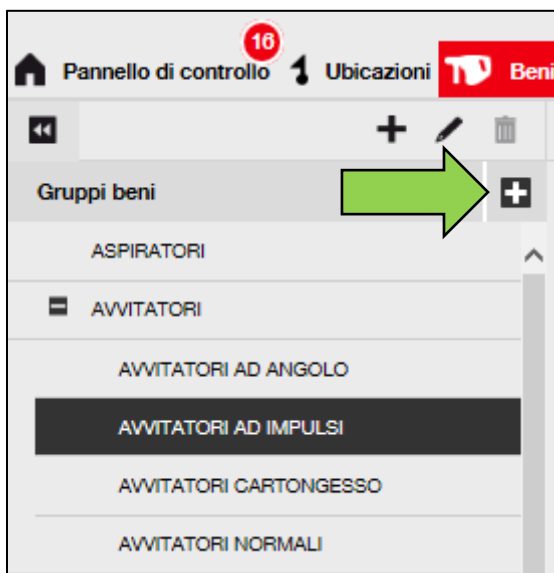 16
Pannello di controllo Ubicazioni Beni
Gruppi beni
ASPIRATORI
AVVITATORI
AVVITATORI AD ANGOLO
AVVITATORI AD IMPULSI
AVVITATORI CARTONGESSO
AVVITATORI NORMALI